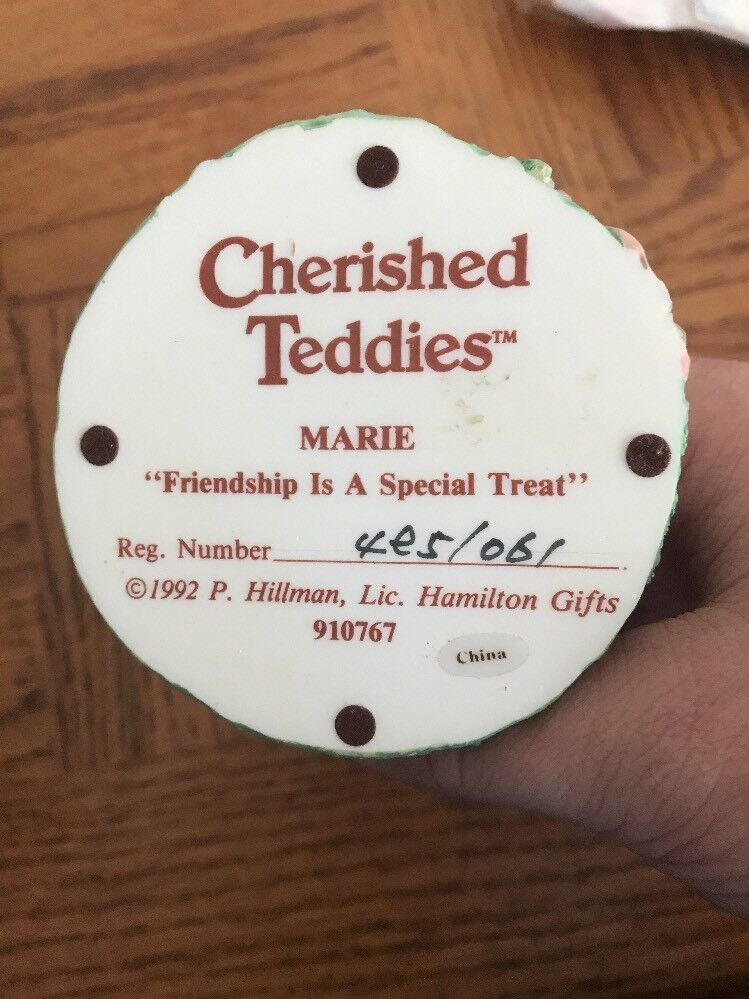 Cherished
Teddies™
MARIE
“Friendship Is A Special Treat”
Reg. Number 4e5/061
©1992 P. Hillman, Lic. Hamilton Gifts
910767
China